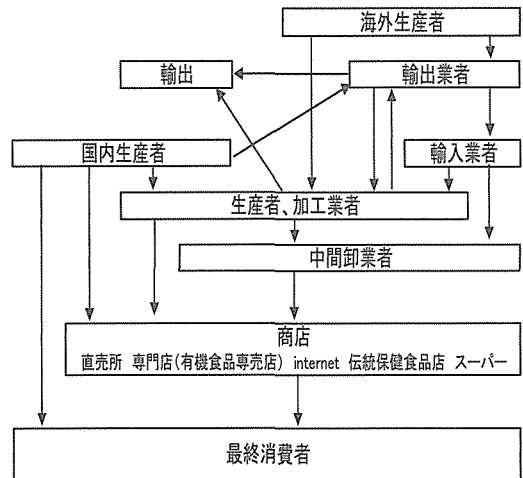 海外生産者
輸出
輸出業者
国内生産者
輸入業者
生産者、加工業者
中間卸業者
商店
直売所 専門店(有機食品専売店) internet 伝統保健食品店 スーパー
最終消費者